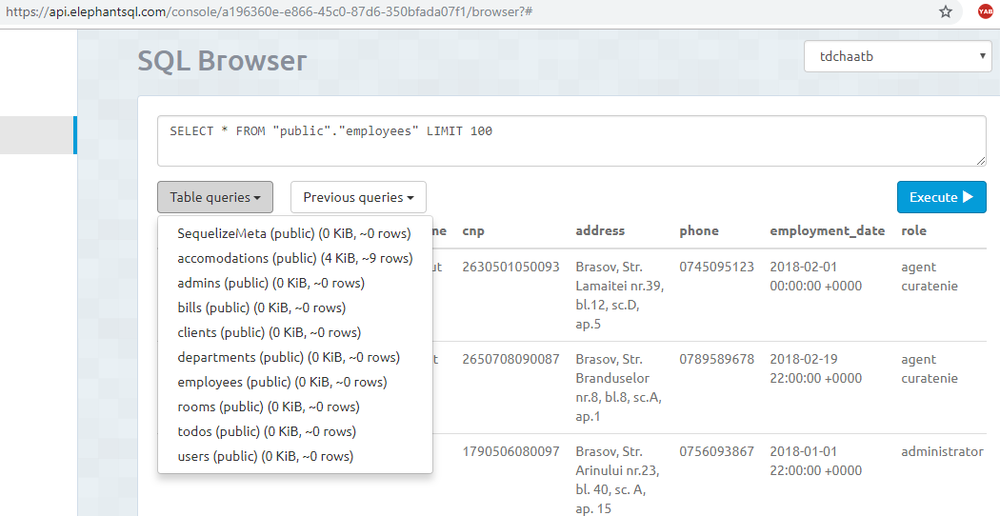 https://api.elephantsql.com/console/a196360e-e866-45c0-87d6-350bfada07f1/browser?#
YAB
SQL Browser
tdchaatb
SELECT * FROM "public"."employees" LIMIT 100
Table queries
Previous queries
Execute
SequelizeMeta (public) (0 KiB, ~0 rows)
accomodations (public) (4 KiB, ~9 rows)
admins (public) (0 KiB, ~0 rows)
bills (public) (0 KiB, ~0 rows)
clients (public) (0 KiB, ~0 rows)
departments (public) (0 KiB, ~0 rows)
employees (public) (0 KiB, ~0 rows)
rooms (public) (0 KiB, ~0 rows)
todos (public) (0 KiB, ~0 rows)
users (public) (0 KiB, ~0 rows)
cnp address phone employment_date role
2630501050093 Brasov, Str. 0745095123 2018-02-01 agent
Lamaitei nr.39, 00:00:00 +0000 curatenie
bl.12, sc.D,
ap.5
2650708090087 Brasov, Str. 0789589678 2018-02-19 agent
Branduselor 22:00:00 +0000 curatenie
nr.8, bl.8, sc.A,
ap.1
1790506080097 Brasov, Str. 0756093867 2018-01-01 administrator
Arinului nr.23, 22:00:00 +0000
bl. 40, sc. A,
ap. 15